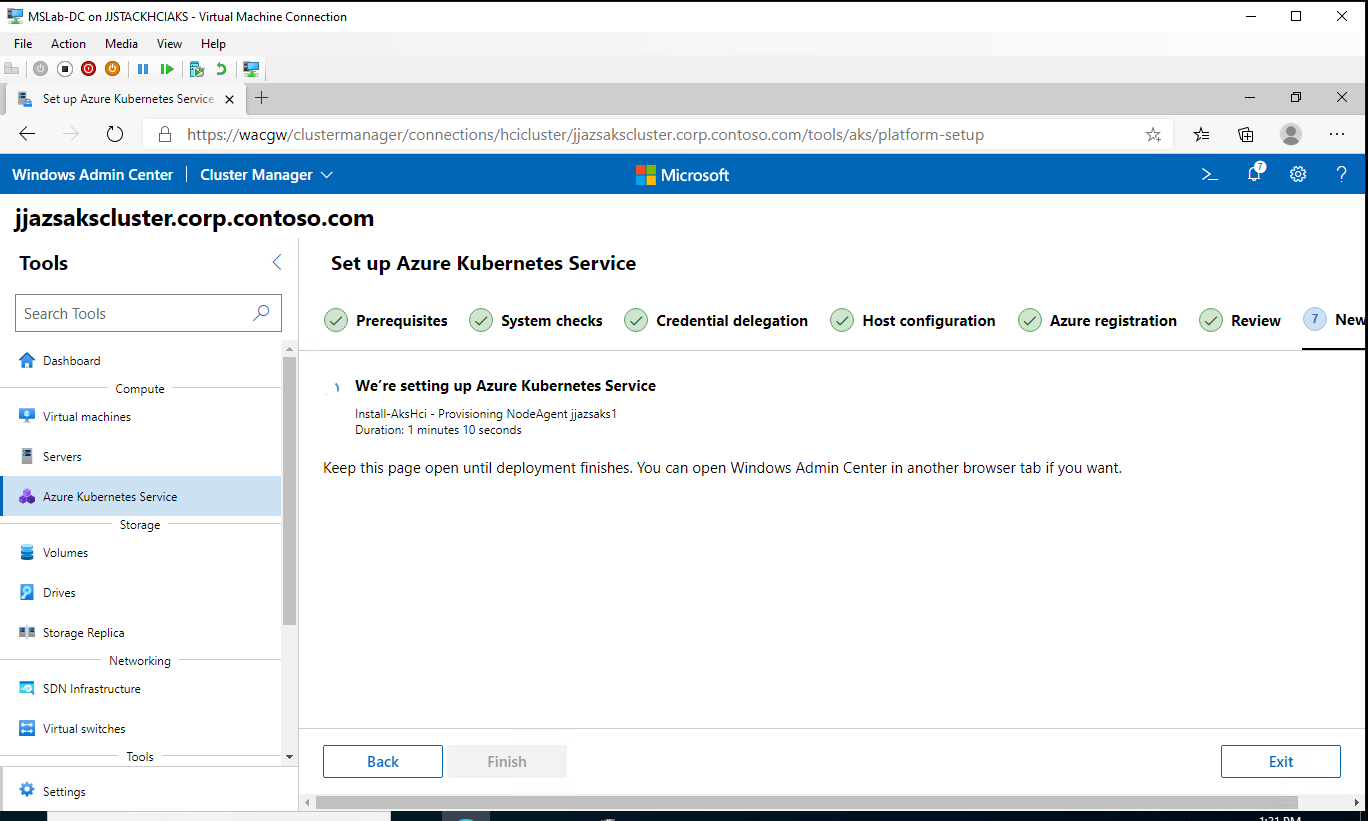 MSLab-DC on JJSTACKHCIAKS - Virtual Machine Connection
File Action Media View Help
Set up Azure Kubernetes Service
https://wacgw/clustermanager/connections/hcicluster/jjazsakscluster.corp.contoso.com/tools/aks/platform-setup
Windows Admin Center Cluster Manager Microsoft 7 ?
jjazsakscluster.corp.contoso.com
Tools
Search Tools
Dashboard
Compute
Virtual machines
Servers
Azure Kubernetes Service
Storage
Volumes
Drives
Storage Replica
Networking
SDN Infrastructure
Virtual switches
Tools
Settings
Set up Azure Kubernetes Service
Prerequisites System checks Credential delegation Host configuration Azure registration Review 7 New
We’re setting up Azure Kubernetes Service
Install-AksHci - Provisioning NodeAgent jjazsaks1
Duration: 1 minutes 10 seconds
Keep this page open until deployment finishes. You can open Windows Admin Center in another browser tab if you want.
Back Finish Exit